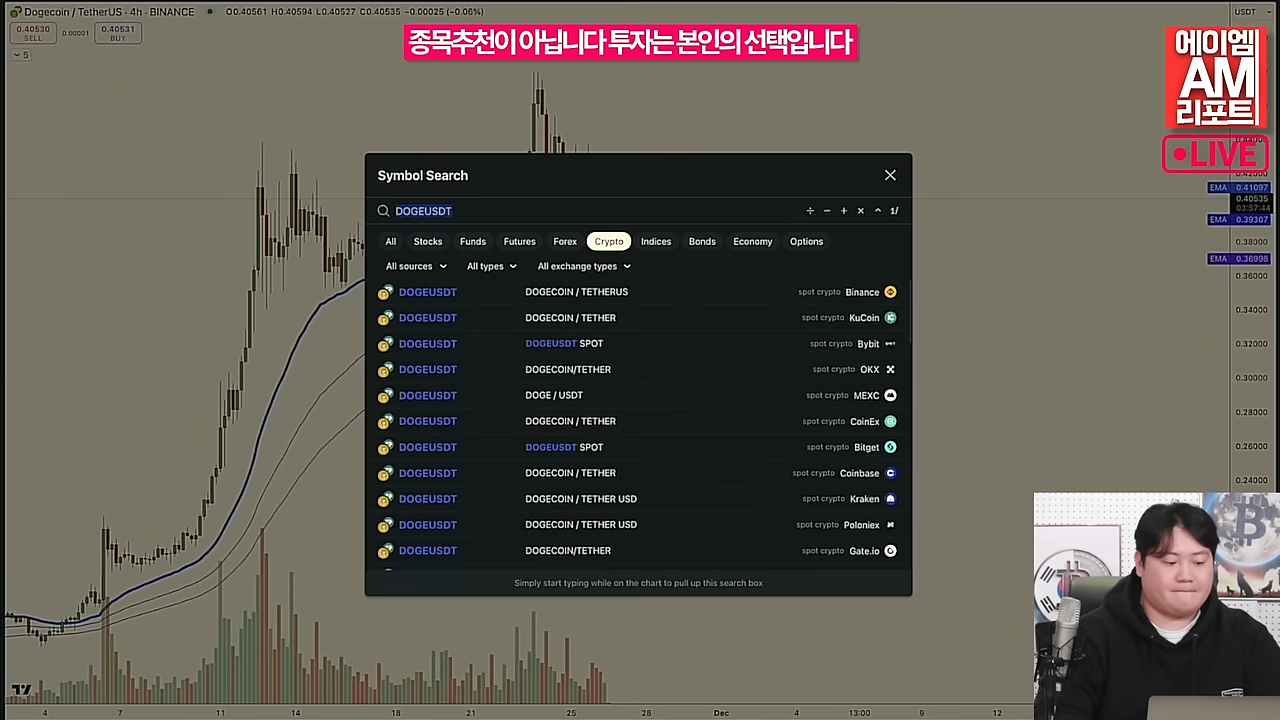 Dogecoin / TetherUS · 4h · BINANCE O0.40561 H0.40594 L0.40527 C0.40535 −0.00025 (−0.06%)
USDT
0.40530
SELL
0.00001
0.40531
BUY
5
종목추천이 아닙니다 투자는 본인의 선택입니다
에이엠
AM
리포트
LIVE
0.42000
EMA 0.41097
0.40535
03:57:44
EMA 0.39307
0.38000
EMA 0.36998
0.36000
0.34000
0.32000
0.30000
0.28000
0.26000
0.24000
Symbol Search
DOGEUSDT
÷ − + × ^ 1/
All Stocks Funds Futures Forex Crypto Indices Bonds Economy Options
All sources All types All exchange types
DOGEUSDT DOGECOIN / TETHERUS spot crypto Binance
DOGEUSDT DOGECOIN / TETHER spot crypto KuCoin
DOGEUSDT DOGEUSDT SPOT spot crypto Bybit
DOGEUSDT DOGECOIN/TETHER spot crypto OKX
DOGEUSDT DOGE / USDT spot crypto MEXC
DOGEUSDT DOGECOIN / TETHER spot crypto CoinEx
DOGEUSDT DOGEUSDT SPOT spot crypto Bitget
DOGEUSDT DOGECOIN / TETHER spot crypto Coinbase
DOGEUSDT DOGECOIN / TETHER USD spot crypto Kraken
DOGEUSDT DOGECOIN / TETHER USD spot crypto Poloniex
DOGEUSDT DOGECOIN/TETHER spot crypto Gate.io
Simply start typing while on the chart to pull up this search box
4 7 11 14 18 21 25 28 Dec 4 13:00 9 12